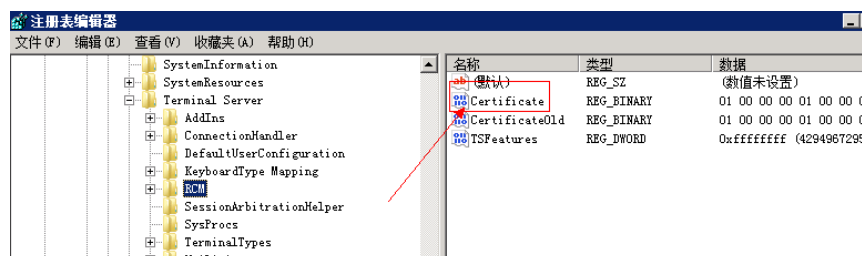 注册表编辑器
文件(F) 编辑(E) 查看(V) 收藏夹(A) 帮助(H)
SystemInformation
SystemResources
Terminal Server
AddIns
ConnectionHandler
DefaultUserConfiguration
KeyboardType Mapping
RCM
SessionArbitrationHelper
SysProcs
TerminalTypes
名称 类型 数据
(默认) REG_SZ (数值未设置)
Certificate REG_BINARY 01 00 00 00 01 00 00
CertificateOld REG_BINARY 01 00 00 00 01 00 00
TSFeatures REG_DWORD 0xffffffff (4294967295